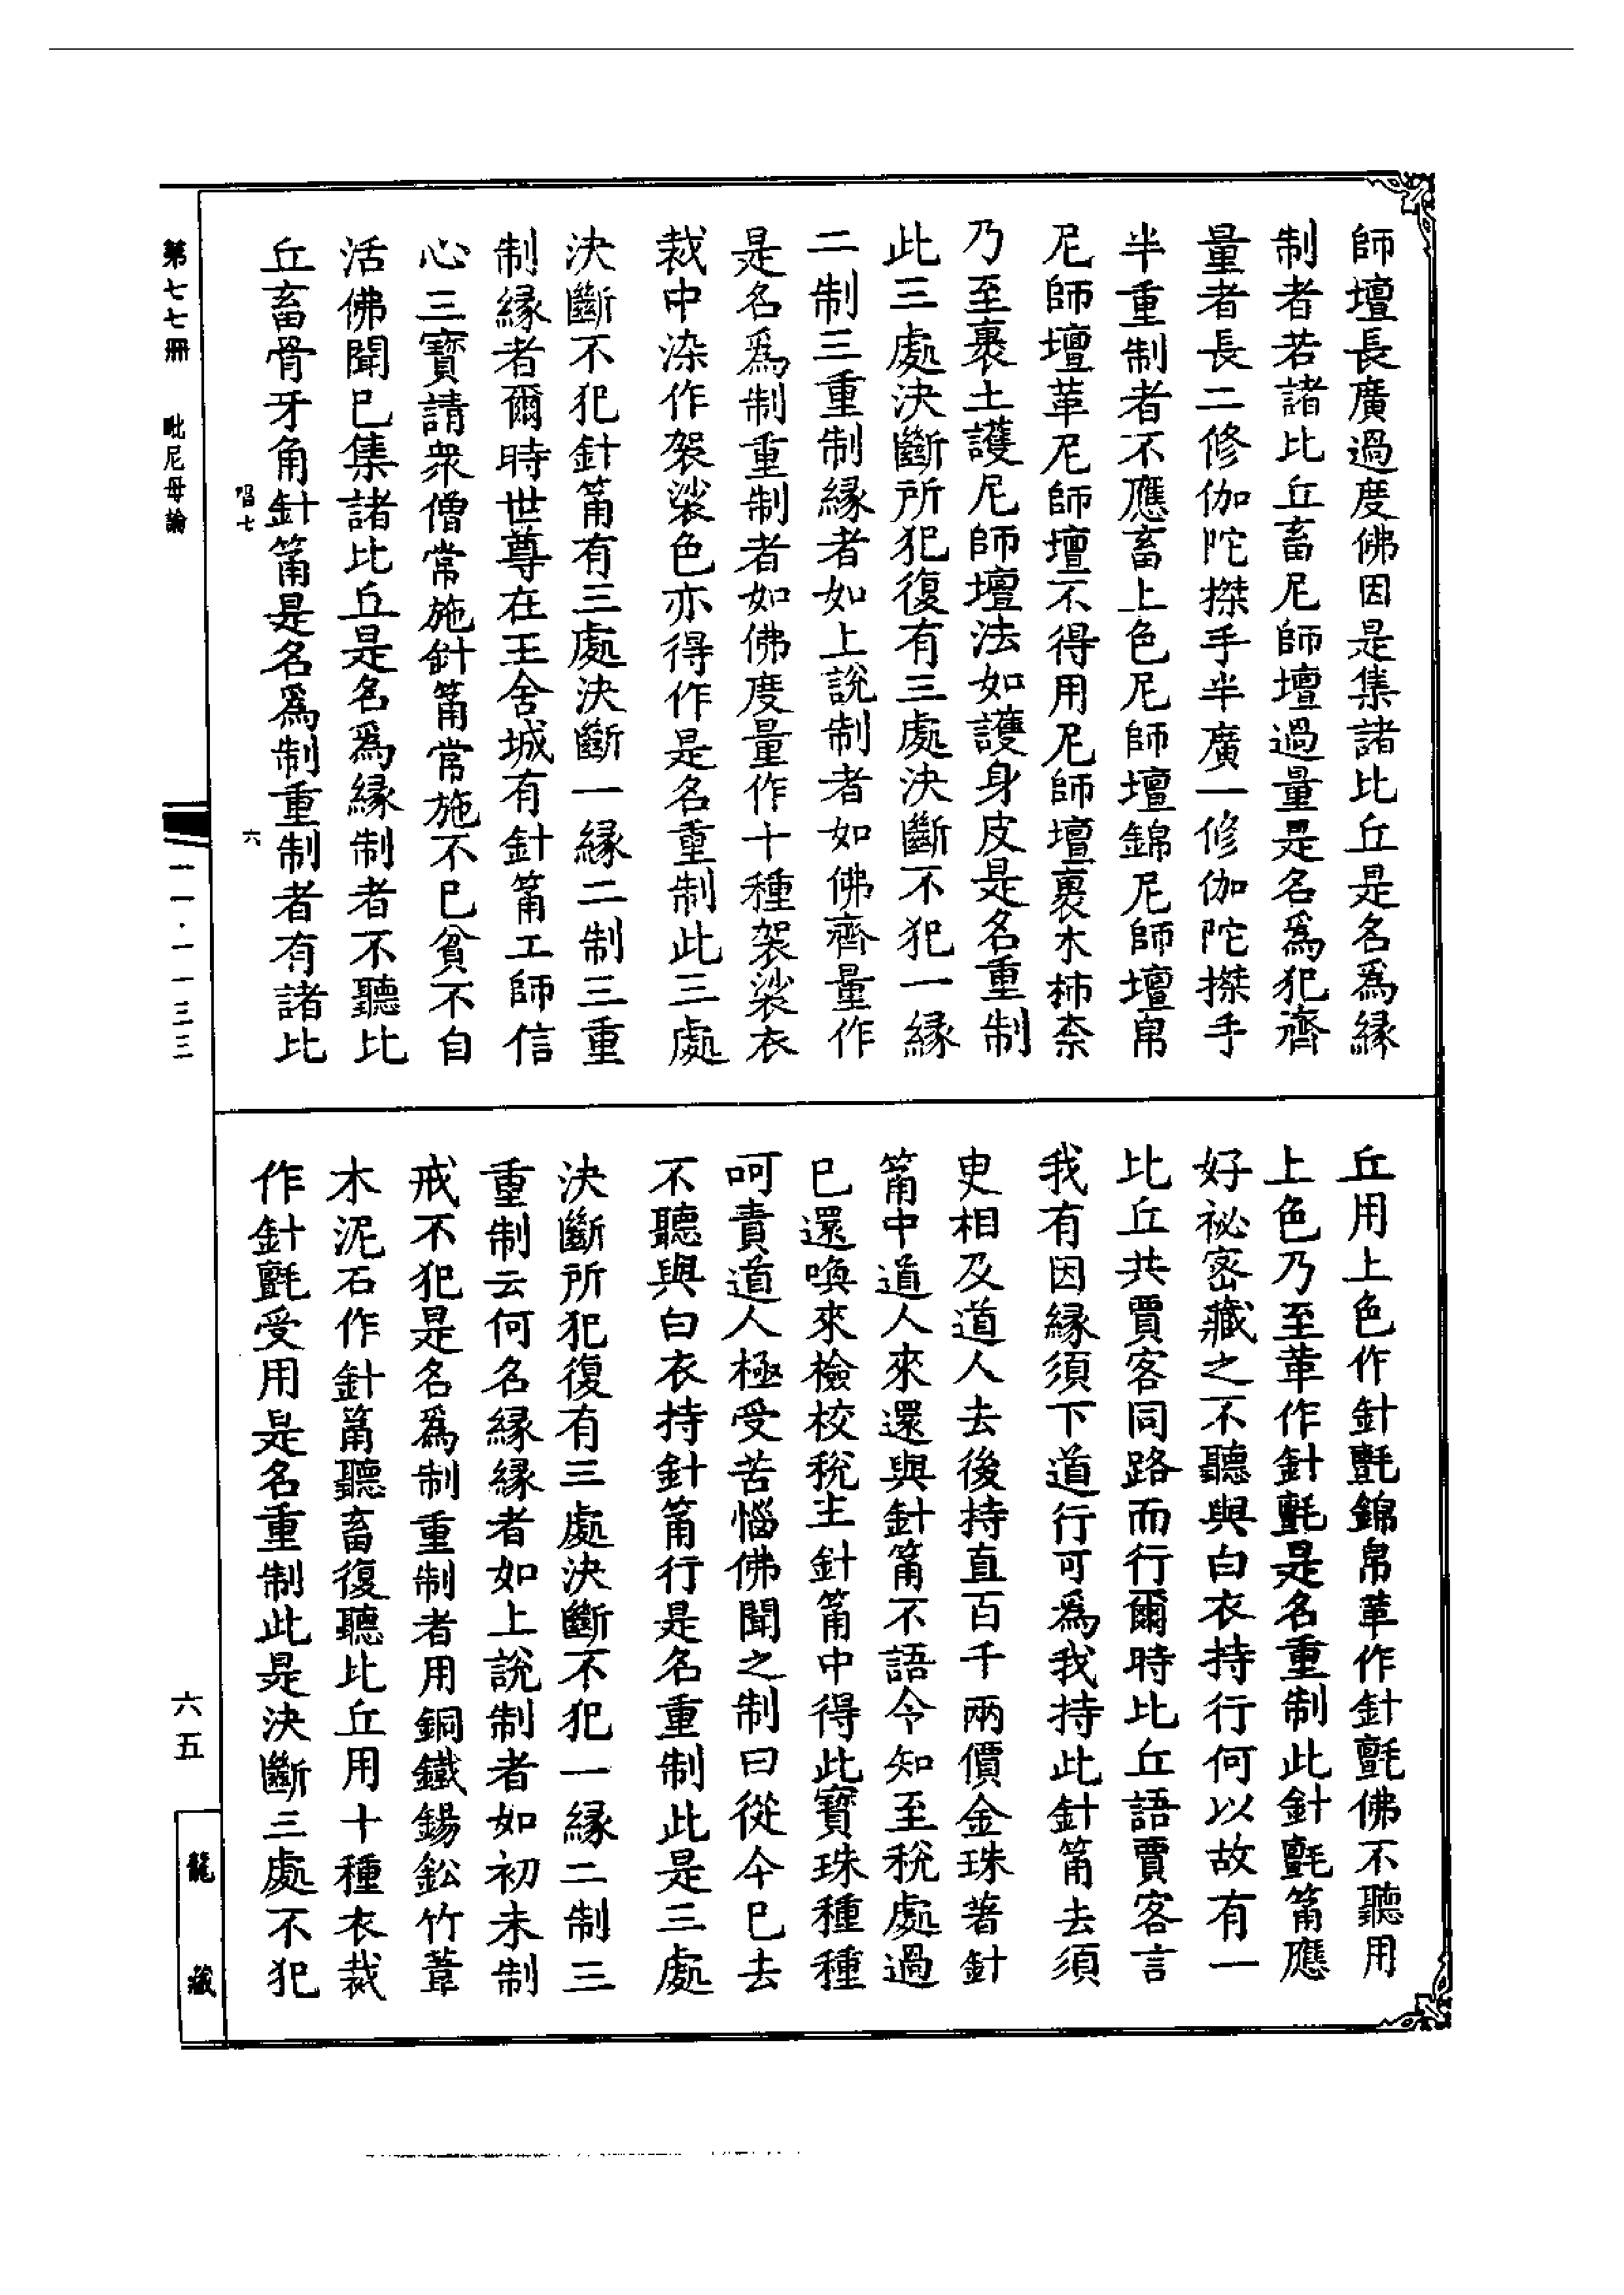 師壇長廣過度佛因是集諸比丘是名爲緣
制者若諸比丘畜尼師壇過量是名爲犯齊
量者長二修伽陀搩手半廣一修伽陀搩手
半重制者不應畜上色尼師壇錦尼師壇帛
尼師壇革尼師壇不得用尼師壇裹木柿柰
乃至裹土護尼師壇法如護身皮是名重制
此三處決斷所犯復有三處決斷不犯一緣
二制三重制緣者如上說制者如佛齊量作
是名爲制重制者如佛度量作十種袈裟衣
裁中染作袈裟色亦得作是名重制此三處
決斷不犯針筩有三處決斷一緣二制三重
制緣者爾時世尊在王舍城有針筩工師信
心三寶請衆僧常施針筩常施不已貧不自
活佛聞已集諸比丘是名爲緣制者不聽比
丘畜骨牙角針筩是名爲制重制者有諸比
丘用上色作針氈錦帛革作針氈佛不聽用
上色乃至革作針氈是名重制此針氈筩應
好祕密藏之不聽與白衣持行何以故有一
比丘共賈客同路而行爾時比丘語賈客言
我有因緣須下道行可爲我持此針筩去須
更相及道人去後持直百千兩價金珠著針
筩中道人來還與針筩不語令知至稅處過
已還喚來檢校稅主針筩中得此寶珠種種
呵責道人極受苦惱佛聞之制曰從今已去
不聽與白衣持針筩行是名重制此是三處
決斷所犯復有三處決斷不犯一緣二制三
重制云何名緣緣者如上說制者如初未制
戒不犯是名爲制重制者用銅鐵錫鈆竹葦
木泥石作針筩聽畜復聽比丘用十種衣裁
作針氈受用是名重制此是決斷三處不犯
第七七冊 毗尼母論
唱七 六
一一·一一三三
六五
龍藏